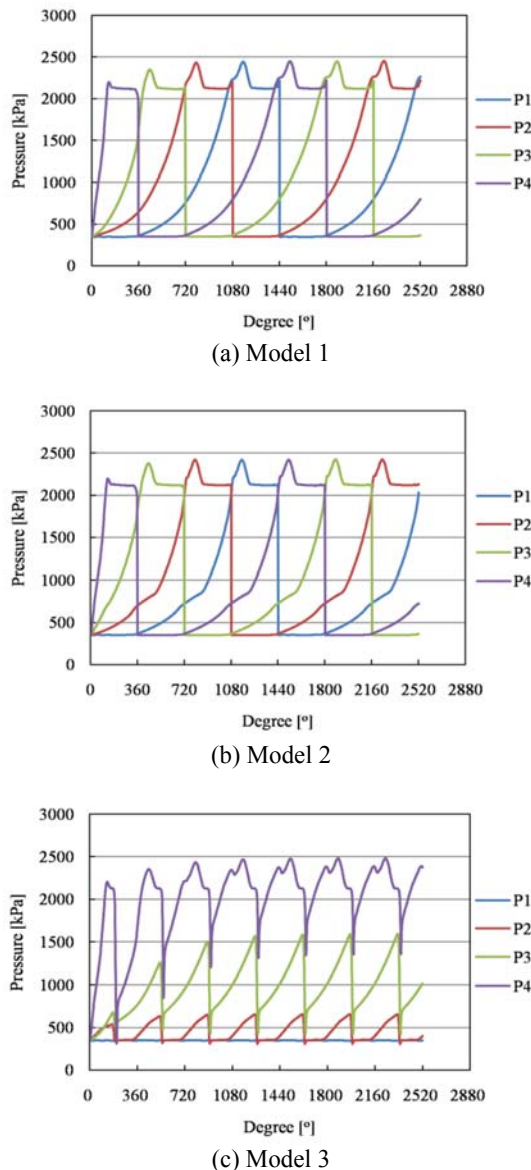 3000
2500
2000
1500
1000
500
0
Pressure [kPa]
0 360 720 1080 1440 1800 2160 2520 2880
Degree [º]
P1
P2
P3
P4
(a) Model 1
3000
2500
2000
1500
1000
500
0
Pressure [kPa]
0 360 720 1080 1440 1800 2160 2520 2880
Degree [º]
P1
P2
P3
P4
(b) Model 2
3000
2500
2000
1500
1000
500
0
Pressure [kPa]
0 360 720 1080 1440 1800 2160 2520 2880
Degree [º]
P1
P2
P3
P4
(c) Model 3